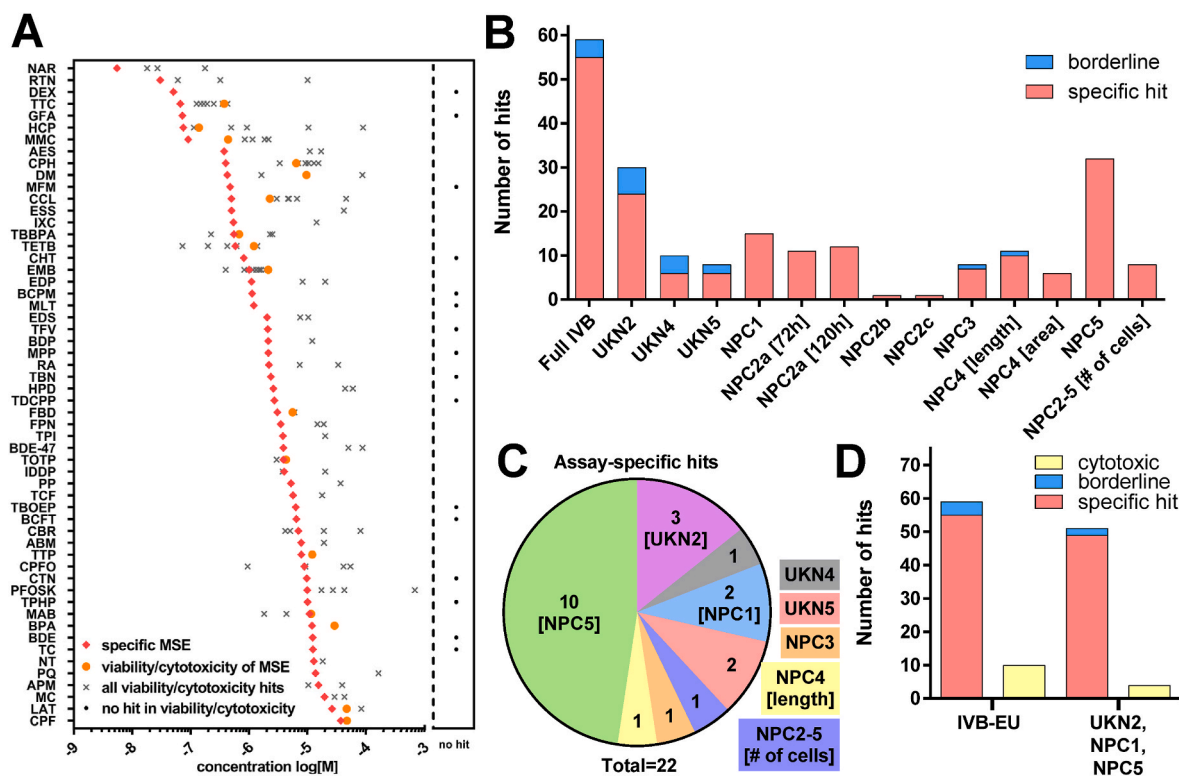 A
NAR
RTN
DEX
TTC
GFA
HCP
MMC
AES
CPH
DM
MFM
CCL
ESS
IXC
TBBPA
TETB
CHT
EMB
EDP
BCPM
MLT
EDS
TFV
BDP
MPP
RA
TBN
HPD
TDCPP
FBD
FPN
TPI
BDE-47
TOTP
IDDP
PP
TCF
TBOEP
BCFT
CBR
ABM
TTP
CPFO
CTN
PFOSK
TPHP
MAB
BPA
BDE
TC
NT
PQ
APM
MC
LAT
CPF
specific MSE
viability/cytotoxicity of MSE
all viability/cytotoxicity hits
no hit in viability/cytotoxicity
-9 -8 -7 -6 -5 -4 -3
no hit
concentration log[M]
B
Number of hits
60
50
40
30
20
10
0
borderline
specific hit
Full IVB
UKN2
UKN4
UKN5
NPC1
NPC2a [72h]
NPC2a [120h]
NPC2b
NPC2c
NPC3
NPC4 [length]
NPC4 [area]
NPC5
NPC2-5 [# of cells]
C
Assay-specific hits
3
[UKN2]
1
2
[NPC1]
2
1
1
1
10
[NPC5]
Total=22
UKN4
UKN5
NPC3
NPC4
[length]
NPC2-5
[# of cells]
D
Number of hits
70
60
50
40
30
20
10
0
cytotoxic
borderline
specific hit
IVB-EU
UKN2,
NPC1,
NPC5